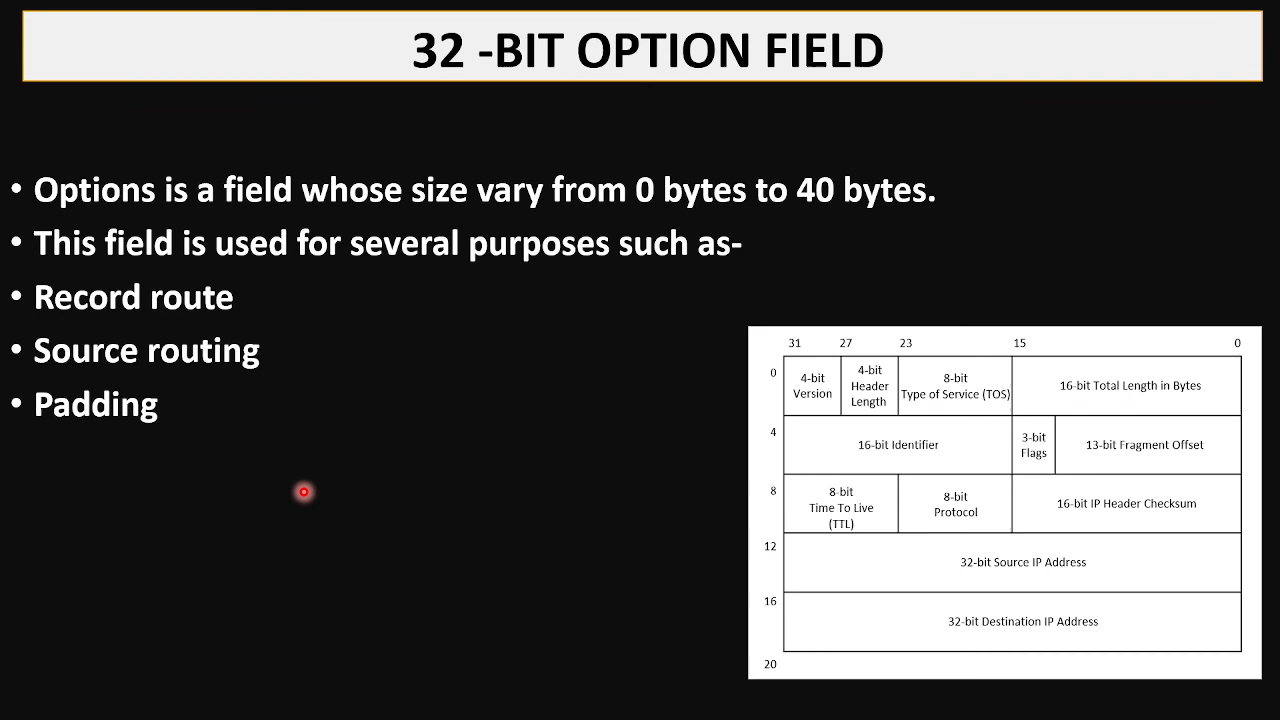 32 -BIT OPTION FIELD
• Options is a field whose size vary from 0 bytes to 40 bytes.
• This field is used for several purposes such as-
• Record route
• Source routing
• Padding
31 27 23 15 0
0
4-bit
Version
4-bit
Header
Length
8-bit
Type of Service (TOS)
16-bit Total Length in Bytes
4
16-bit Identifier
3-bit
Flags
13-bit Fragment Offset
8
8-bit
Time To Live
(TTL)
8-bit
Protocol
16-bit IP Header Checksum
12
32-bit Source IP Address
16
32-bit Destination IP Address
20